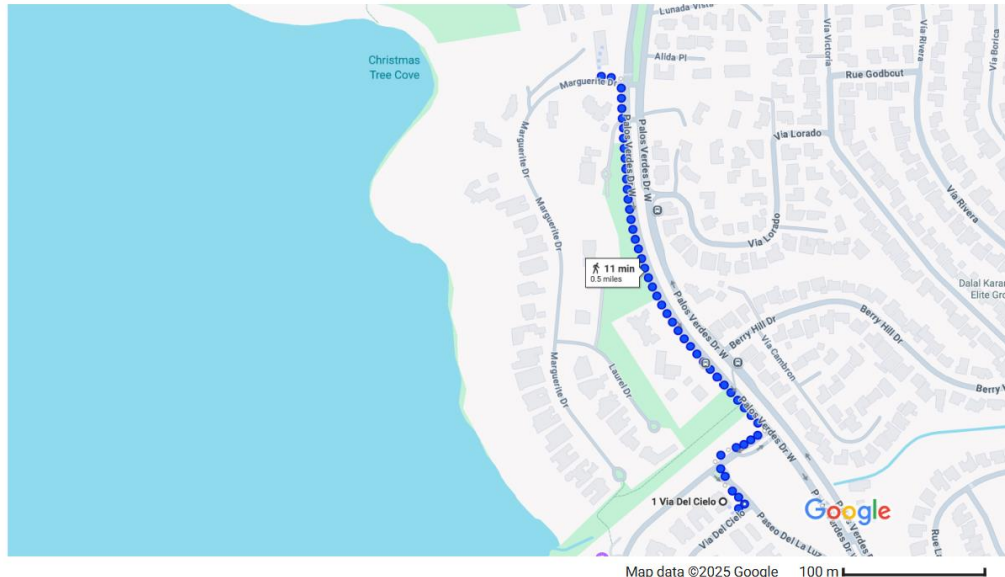 Lunada Vista
Via Victoria
Via Rivera
Via Borica
Christmas
Tree Cove
Alida Pl
Rue Godbout
Marguerite Dr
Marguerite Dr
Palos Verdes Dr W
Palos Verdes Dr W
Via Lorado
Via Rivera
Marguerite Dr
Via Lorado
11 min
0.5 miles
Dalal Karan
Elite Gro
Palos Verdes Dr W
Berry Hill Dr
Berry Hill Dr
Via Cambron
Laurel Dr
Marguerite Dr
Berry
Palos Verdes Dr W
1 Via Del Cielo
Via Del Cielo
Paseo Del La Luz
Google
Map data ©2025 Google
100 m